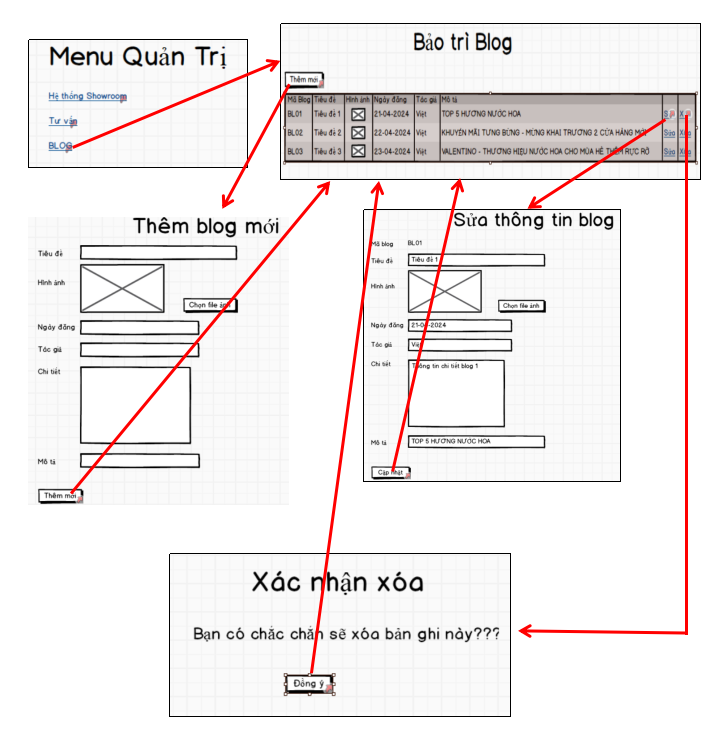 Menu Quản Trị
Hệ thống Showroom
Tư vấn
BLOG
Bảo trì Blog
Thêm mới
Mã Blog Tiêu đề Hình ảnh Ngày đăng Tác giả Mô tả
BL01 Tiêu đề 1 21-04-2024 Việt TOP 5 HƯƠNG NƯỚC HOA
BL02 Tiêu đề 2 22-04-2024 Việt KHUYẾN MÃI TƯNG BỪNG - MỪNG KHAI TRƯƠNG 2 CỬA HÀNG MỚI Sửa Xóa
BL03 Tiêu đề 3 23-04-2024 Việt VALENTINO - THƯƠNG HIỆU NƯỚC HOA CHO MÙA HÈ THÊM RỰC RỠ Sửa Xóa
Thêm blog mới
Tiêu đề
Hình ảnh
Chọn file ảnh
Ngày đăng
Tác giả
Chi tiết
Mô tả
Thêm mới
Sửa thông tin blog
Mã blog BL01
Tiêu đề Tiêu đề 1
Hình ảnh
Chọn file ảnh
Ngày đăng 21-04-2024
Tác giả Việt
Chi tiết Thông tin chi tiết blog 1
Mô tả TOP 5 HƯƠNG NƯỚC HOA
Cập nhật
Xác nhận xóa
Bạn có chắc chắn sẽ xóa bản ghi này???
Đồng ý